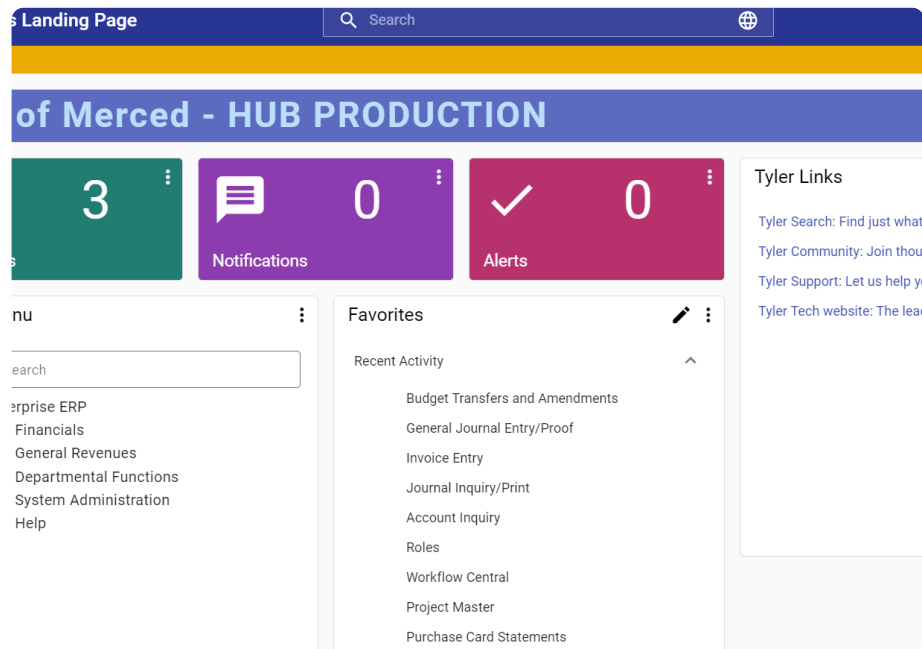 s Landing Page
Search
of Merced - HUB PRODUCTION
3
s
0
Notifications
0
Alerts
Tyler Links
Tyler Search: Find just what
Tyler Community: Join thou
Tyler Support: Let us help y
Tyler Tech website: The lea
nu
earch
erprise ERP
Financials
General Revenues
Departmental Functions
System Administration
Help
Favorites
Recent Activity
Budget Transfers and Amendments
General Journal Entry/Proof
Invoice Entry
Journal Inquiry/Print
Account Inquiry
Roles
Workflow Central
Project Master
Purchase Card Statements